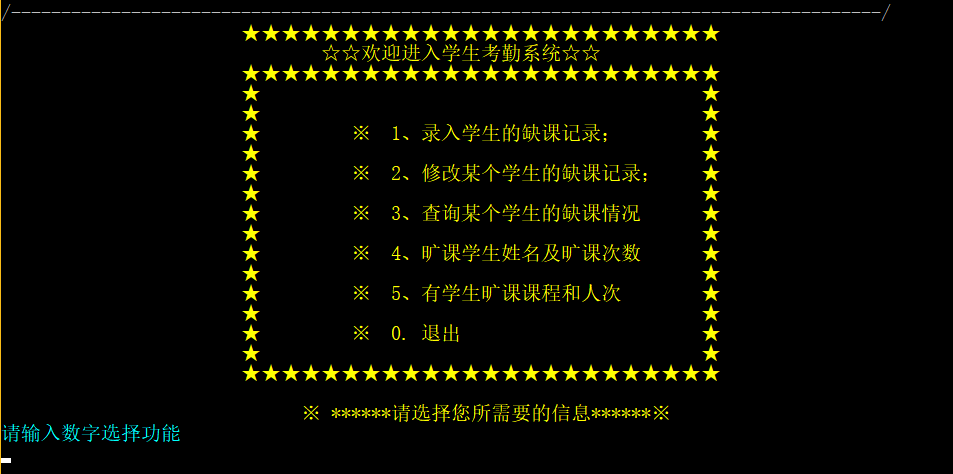 /---------------------------------------------------------------------------------------/
★★★★★★★★★★★★★★★★★★★★★★★★
☆☆欢迎进入学生考勤系统☆☆
★★★★★★★★★★★★★★★★★★★★★★★★
★ ★
★ ★
★ ※ 1、录入学生的缺课记录; ★
★ ★
★ ※ 2、修改某个学生的缺课记录; ★
★ ★
★ ※ 3、查询某个学生的缺课情况 ★
★ ★
★ ※ 4、旷课学生姓名及旷课次数 ★
★ ★
★ ※ 5、有学生旷课课程和人次 ★
★ ★
★ ※ 0. 退出 ★
★ ★
★★★★★★★★★★★★★★★★★★★★★★★★
※ ******请选择您所需要的信息******※
请输入数字选择功能